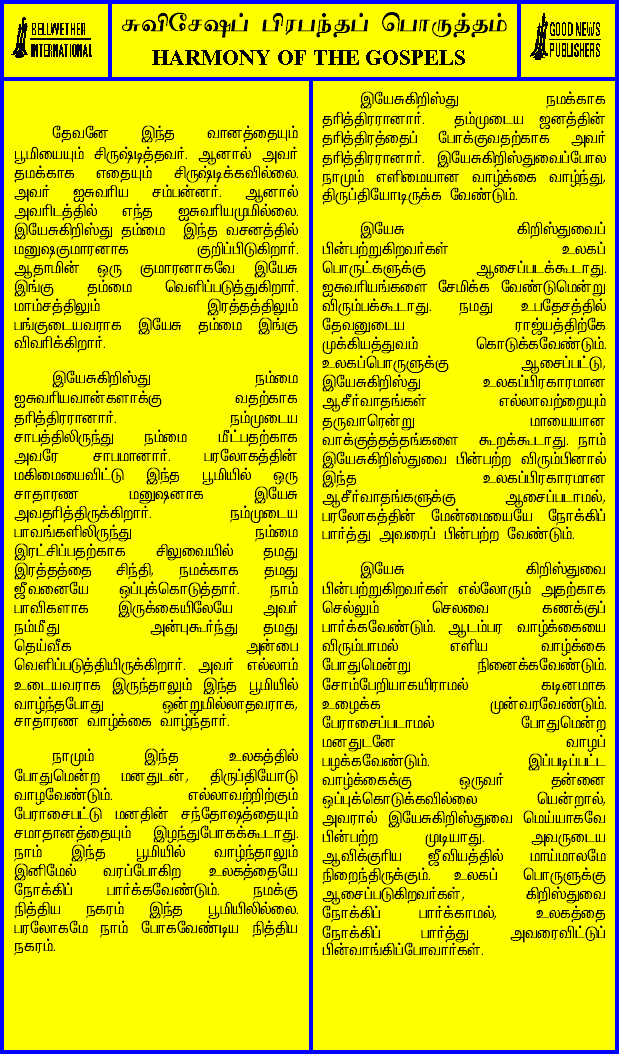 BELLWETHER
INTERNATIONAL
சுவிசேஷப் பிரபந்தப் பொருத்தம்
HARMONY OF THE GOSPELS
GOOD NEWS
PUBLISHERS
தேவனே இந்த வானத்தையும்
பூமியையும் சிருஷ்டித்தவர். ஆனால் அவர்
தமக்காக எதையும் சிருஷ்டிக்கவில்லை.
அவர் ஐசுவரிய சம்பன்னர். ஆனால்
அவரிடத்தில் எந்த ஐசுவரியமுமில்லை.
இயேசுகிறிஸ்து தம்மை இந்த வசனத்தில்
மனுஷகுமாரனாக குறிப்பிடுகிறார்.
ஆதாமின் ஒரு குமாரனாகவே இயேசு
இங்கு தம்மை வெளிப்படுத்துகிறார்.
மாம்சத்திலும் இரத்தத்திலும்
பங்குடையவராக இயேசு தம்மை இங்கு
விவரிக்கிறார்.
இயேசுகிறிஸ்து நம்மை
ஐசுவரியவான்களாக்கு வதற்காக
தரித்திரரானார். நம்முடைய
சாபத்திலிருந்து நம்மை மீட்பதற்காக
அவரே சாபமானார். பரலோகத்தின்
மகிமையைவிட்டு இந்த பூமியில் ஒரு
சாதாரண மனுஷனாக இயேசு
அவதரித்திருக்கிறார். நம்முடைய
பாவங்களிலிருந்து நம்மை
இரட்சிப்பதற்காக சிலுவையில் தமது
இரத்தத்தை சிந்தி, நமக்காக தமது
ஜீவனையே ஒப்புக்கொடுத்தார். நாம்
பாவிகளாக இருக்கையிலேயே அவர்
நம்மீது அன்புகூர்ந்து தமது
தெய்வீக அன்பை
வெளிப்படுத்தியிருக்கிறார். அவர் எல்லாம்
உடையவராக இருந்தாலும் இந்த பூமியில்
வாழ்ந்தபோது ஒன்றுமில்லாதவராக,
சாதாரண வாழ்க்கை வாழ்ந்தார்.
நாமும் இந்த உலகத்தில்
போதுமென்ற மனதுடன், திருப்தியோடு
வாழவேண்டும். எல்லாவற்றிற்கும்
பேராசைபட்டு மனதின் சந்தோஷத்தையும்
சமாதானத்தையும் இழந்துபோகக்கூடாது.
நாம் இந்த பூமியில் வாழ்ந்தாலும்
இனிமேல் வரப்போகிற உலகத்தையே
நோக்கிப் பார்க்கவேண்டும். நமக்கு
நித்திய நகரம் இந்த பூமியிலில்லை.
பரலோகமே நாம் போகவேண்டிய நித்திய
நகரம்.
இயேசுகிறிஸ்து நமக்காக
தரித்திரரானார். தம்முடைய ஜனத்தின்
தரித்திரத்தைப் போக்குவதற்காக அவர்
தரித்திரரானார். இயேசுகிறிஸ்துவைப்போல
நாமும் எளிமையான வாழ்க்கை வாழ்ந்து,
திருப்தியோடிருக்க வேண்டும்.
இயேசு கிறிஸ்துவைப்
பின்பற்றுகிறவர்கள் உலகப்
பொருட்களுக்கு ஆசைப்படக்கூடாது.
ஐசுவரியங்களை சேமிக்க வேண்டுமென்று
விரும்பக்கூடாது. நமது உபதேசத்தில்
தேவனுடைய ராஜ்யத்திற்கே
முக்கியத்துவம் கொடுக்கவேண்டும்.
உலகப்பொருளுக்கு ஆசைப்பட்டு,
இயேசுகிறிஸ்து உலகப்பிரகாரமான
ஆசீர்வாதங்கள் எல்லாவற்றையும்
தருவாரென்று மாயையான
வாக்குத்தத்தங்களை கூறக்கூடாது. நாம்
இயேசுகிறிஸ்துவை பின்பற்ற விரும்பினால்
இந்த உலகப்பிரகாரமான
ஆசீர்வாதங்களுக்கு ஆசைப்படாமல்,
பரலோகத்தின் மேன்மையையே நோக்கிப்
பார்த்து அவரைப் பின்பற்ற வேண்டும்.
இயேசு கிறிஸ்துவை
பின்பற்றுகிறவர்கள் எல்லோரும் அதற்காக
செல்லும் செலவை கணக்குப்
பார்க்கவேண்டும். ஆடம்பர வாழ்க்கையை
விரும்பாமல் எளிய வாழ்க்கை
போதுமென்று நினைக்கவேண்டும்.
சோம்பேறியாகயிராமல் கடினமாக
உழைக்க முன்வரவேண்டும்.
பேராசைப்படாமல் போதுமென்ற
மனதுடனே வாழப்
பழக்கவேண்டும். இப்படிப்பட்ட
வாழ்க்கைக்கு ஒருவர் தன்னை
ஒப்புக்கொடுக்கவில்லை யென்றால்,
அவரால் இயேசுகிறிஸ்துவை மெய்யாகவே
பின்பற்ற முடியாது. அவருடைய
ஆவிக்குரிய ஜீவியத்தில் மாய்மாலமே
நிறைந்திருக்கும். உலகப் பொருளுக்கு
ஆசைப்படுகிறவர்கள், கிறிஸ்துவை
நோக்கிப் பார்க்காமல், உலகத்தை
நோக்கிப் பார்த்து அவரைவிட்டுப்
பின்வாங்கிப்போவார்கள்.